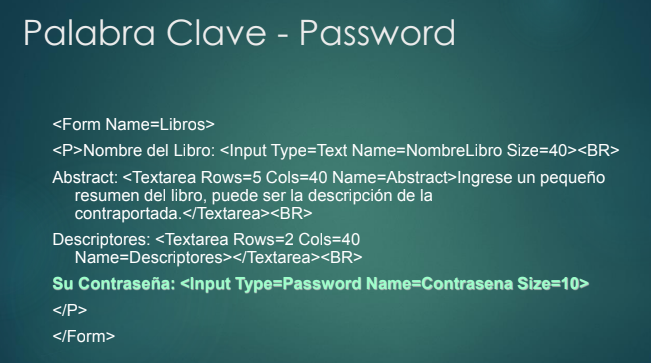 Palabra Clave - Password
<Form Name=Libros>
<P>Nombre del Libro: <Input Type=Text Name=NombreLibro Size=40><BR>
Abstract: <Textarea Rows=5 Cols=40 Name=Abstract>Ingrese un pequeño
resumen del libro, puede ser la descripción de la
contraportada.</Textarea><BR>
Descriptores: <Textarea Rows=2 Cols=40
Name=Descriptores></Textarea><BR>
Su Contraseña: <Input Type=Password Name=Contrasena Size=10>
</P>
</Form>